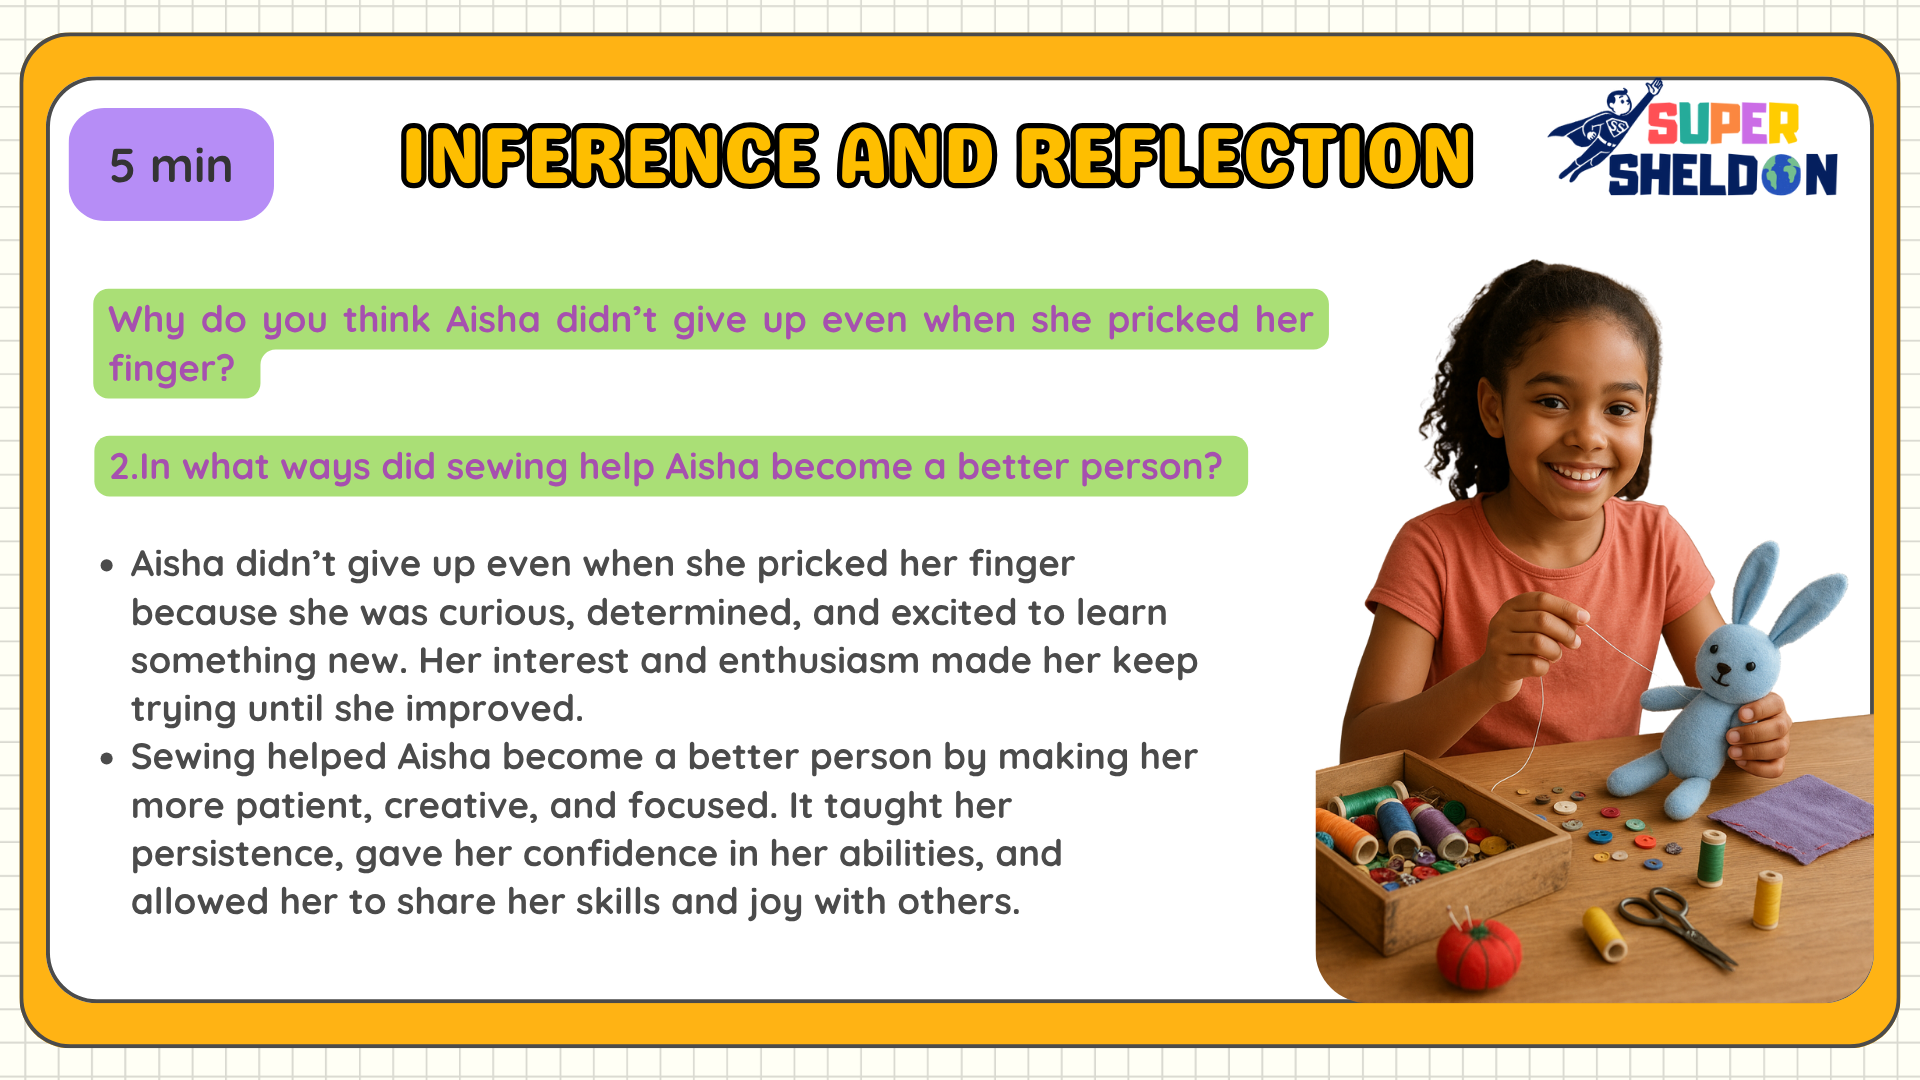 5 min
INFERENCE AND REFLECTION
SUPER
SHELDON
Why do you think Aisha didn’t give up even when she pricked her
finger?
2.In what ways did sewing help Aisha become a better person?
• Aisha didn’t give up even when she pricked her finger
because she was curious, determined, and excited to learn
something new. Her interest and enthusiasm made her keep
trying until she improved.
• Sewing helped Aisha become a better person by making her
more patient, creative, and focused. It taught her
persistence, gave her confidence in her abilities, and
allowed her to share her skills and joy with others.